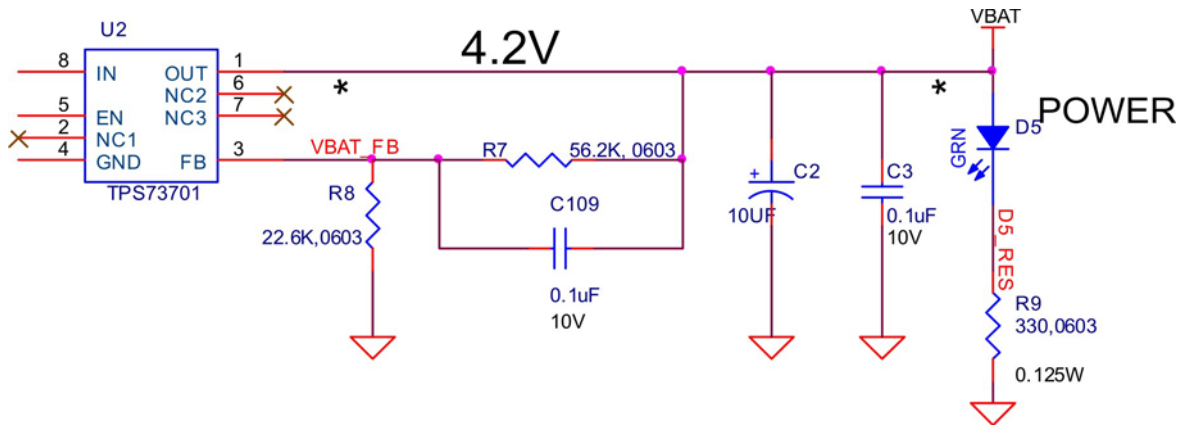 U2
4.2V
VBAT
8 IN OUT 1
NC2 6
5 EN NC3 7
2 NC1
4 GND FB 3
TPS73701
*
*
POWER
D5
GRN
VBAT_FB
R7 56.2K, 0603
R8
22.6K,0603
C109
0.1uF
10V
+
C2
10UF
C3
0.1uF
10V
D5_RES
R9
330,0603
0.125W